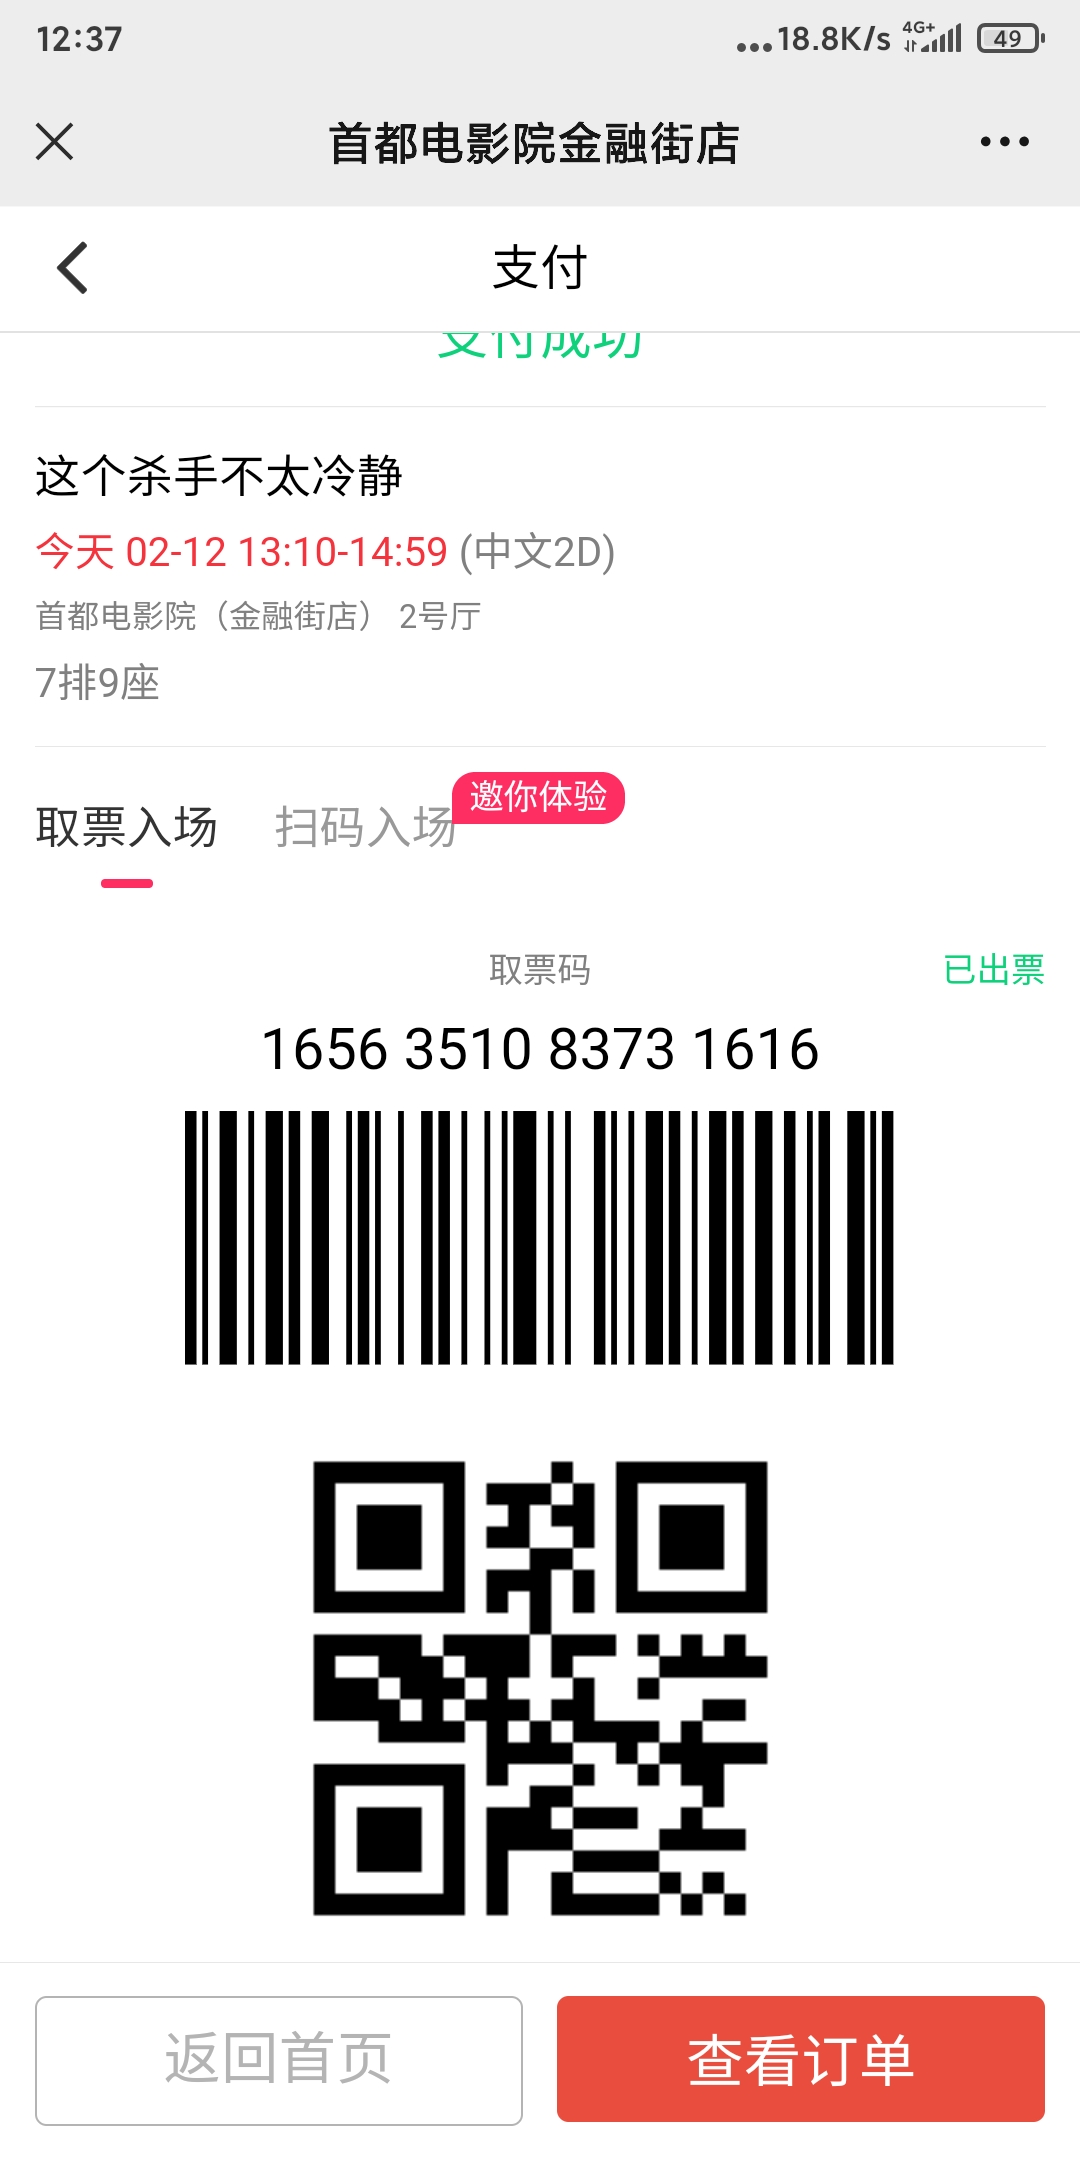 12:37
...18.8K/s 4G+ 49
首都电影院金融街店
支付
支付成功
这个杀手不太冷静
今天 02-12 13:10-14:59 (中文2D)
首都电影院（金融街店） 2号厅
7排9座
邀你体验
取票入场 扫码入场
取票码 已出票
1656 3510 8373 1616
返回首页 查看订单